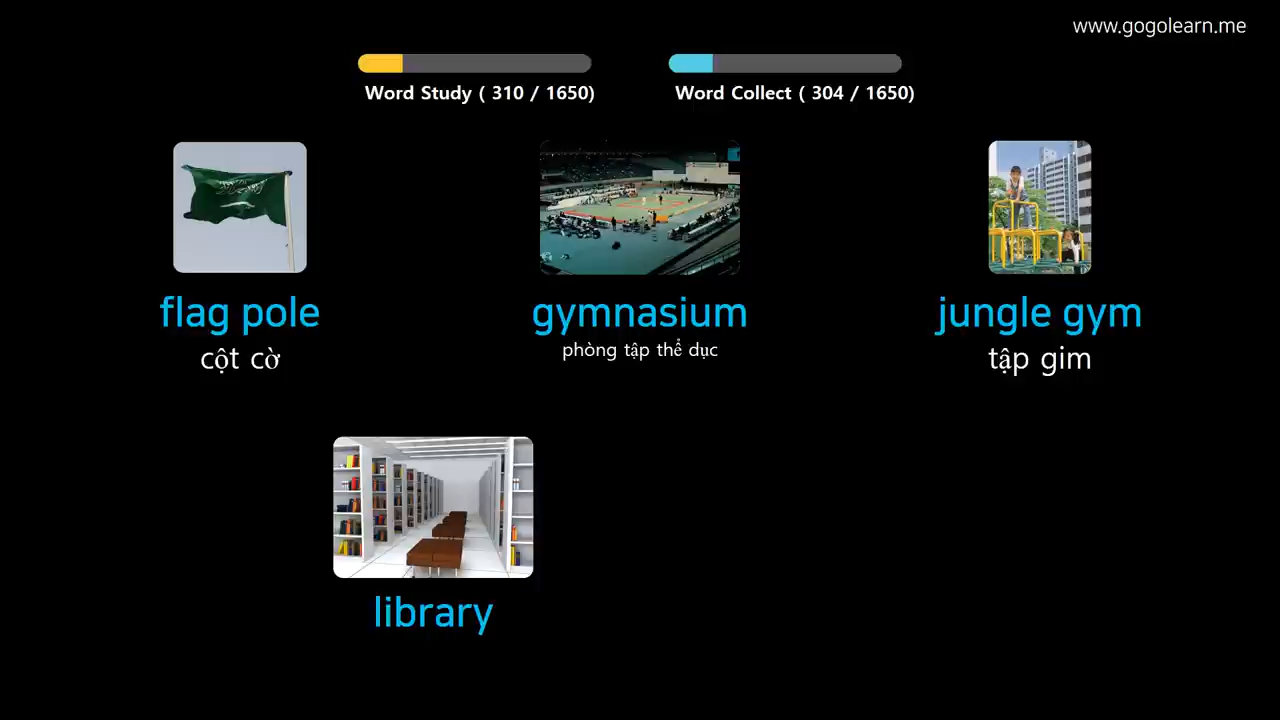 www.gogolearn.me
Word Study ( 310 / 1650)
Word Collect ( 304 / 1650)
flag pole
cột cờ
gymnasium
phòng tập thể dục
jungle gym
tập gim
library